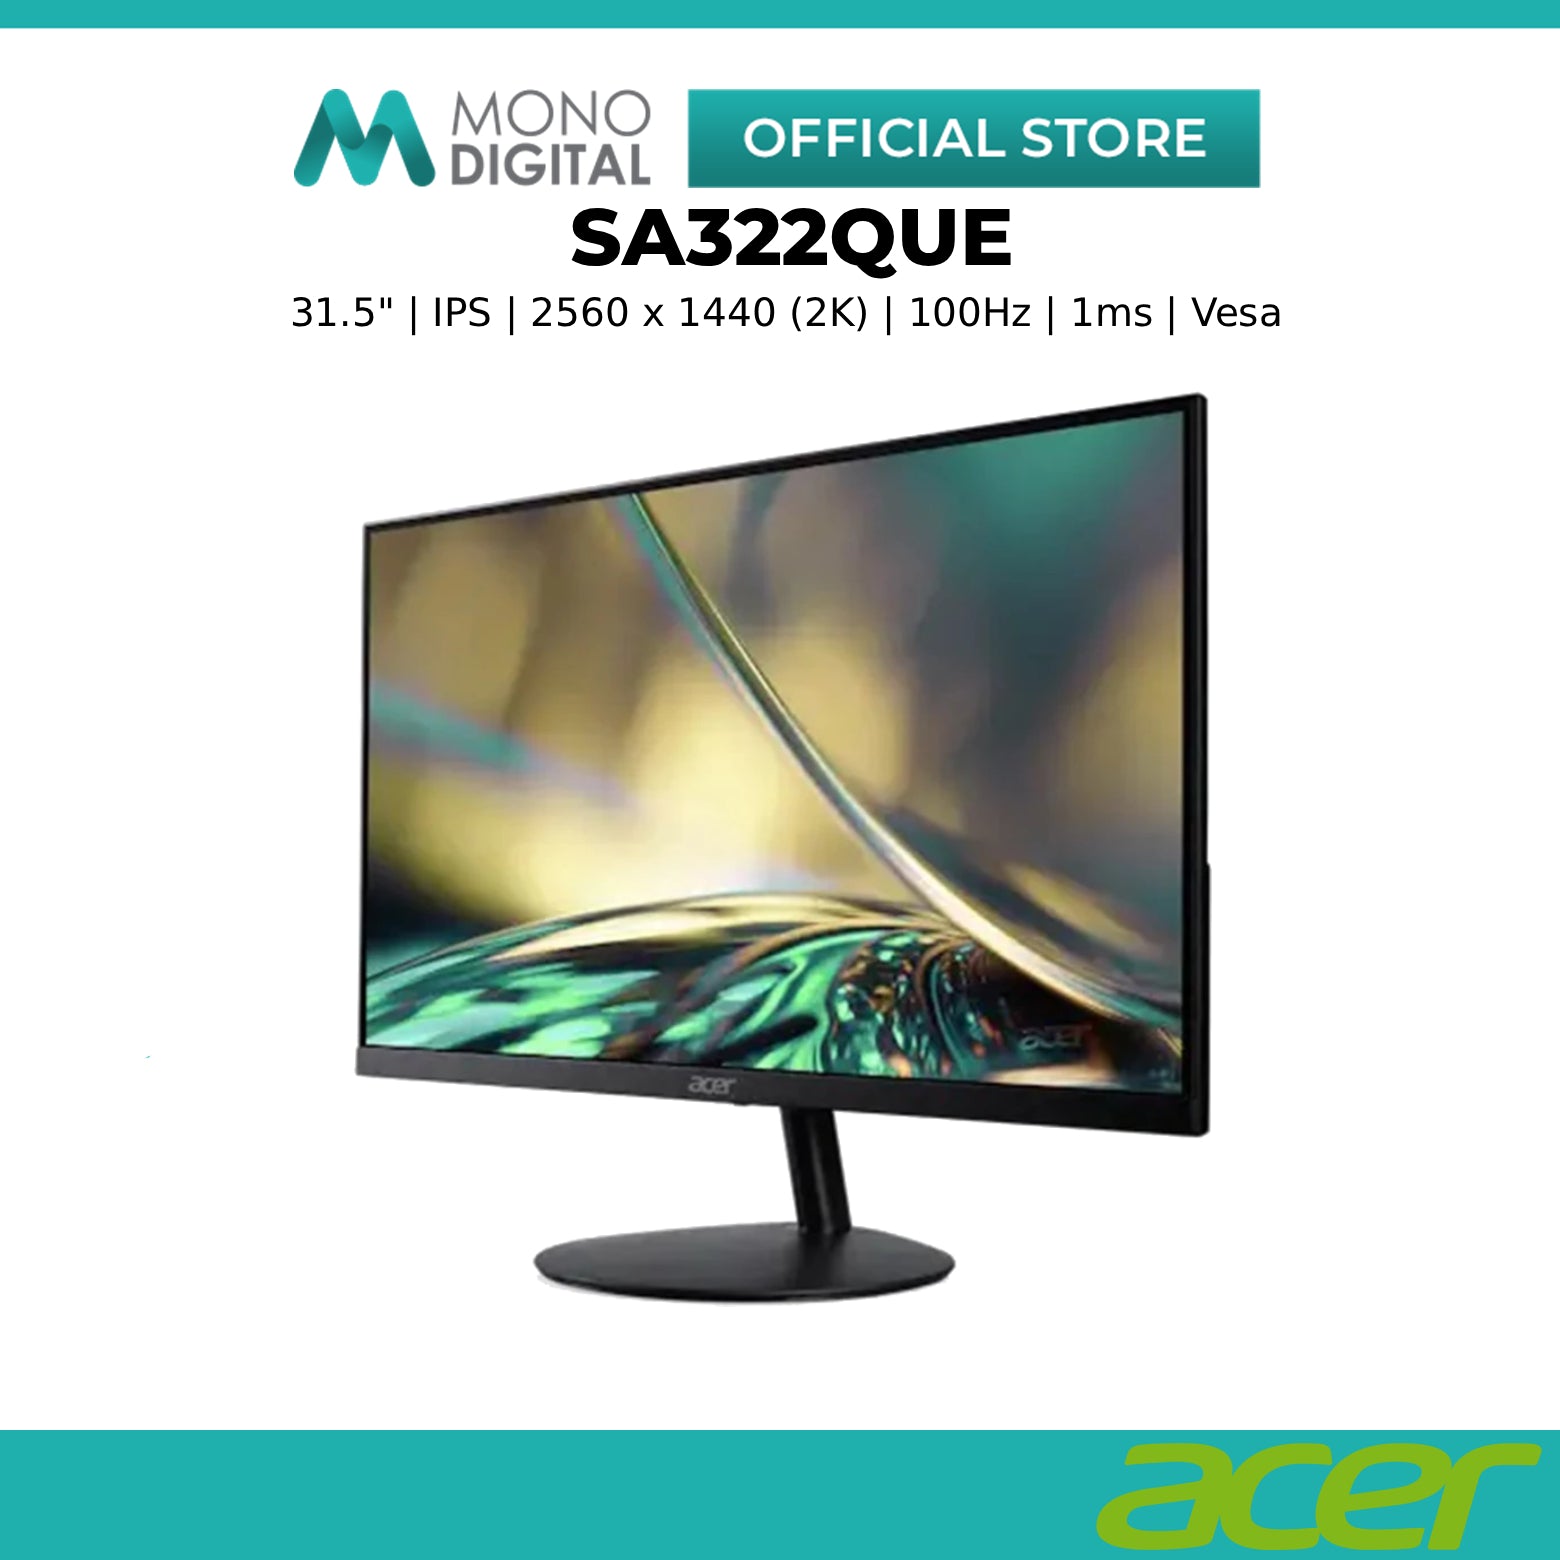 MONO
DIGITAL
OFFICIAL STORE
SA322QUE
31.5" | IPS | 2560 x 1440 (2K) | 100Hz | 1ms | Vesa
acer
acer
acer